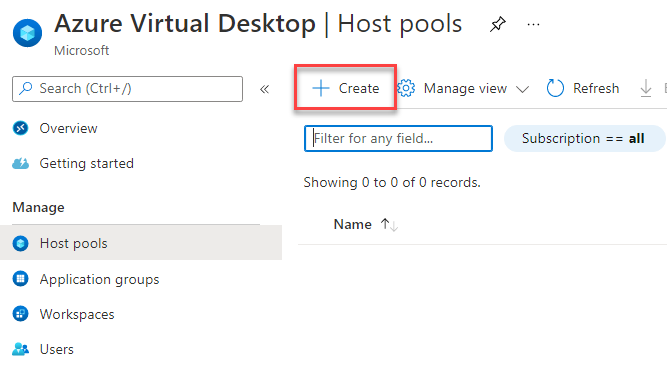 Azure Virtual Desktop | Host pools
Microsoft
Search (Ctrl+/)
Overview
Getting started
Manage
Host pools
Application groups
Workspaces
Users
Create
Manage view
Refresh
Filter for any field...
Subscription == all
Showing 0 to 0 of 0 records.
Name